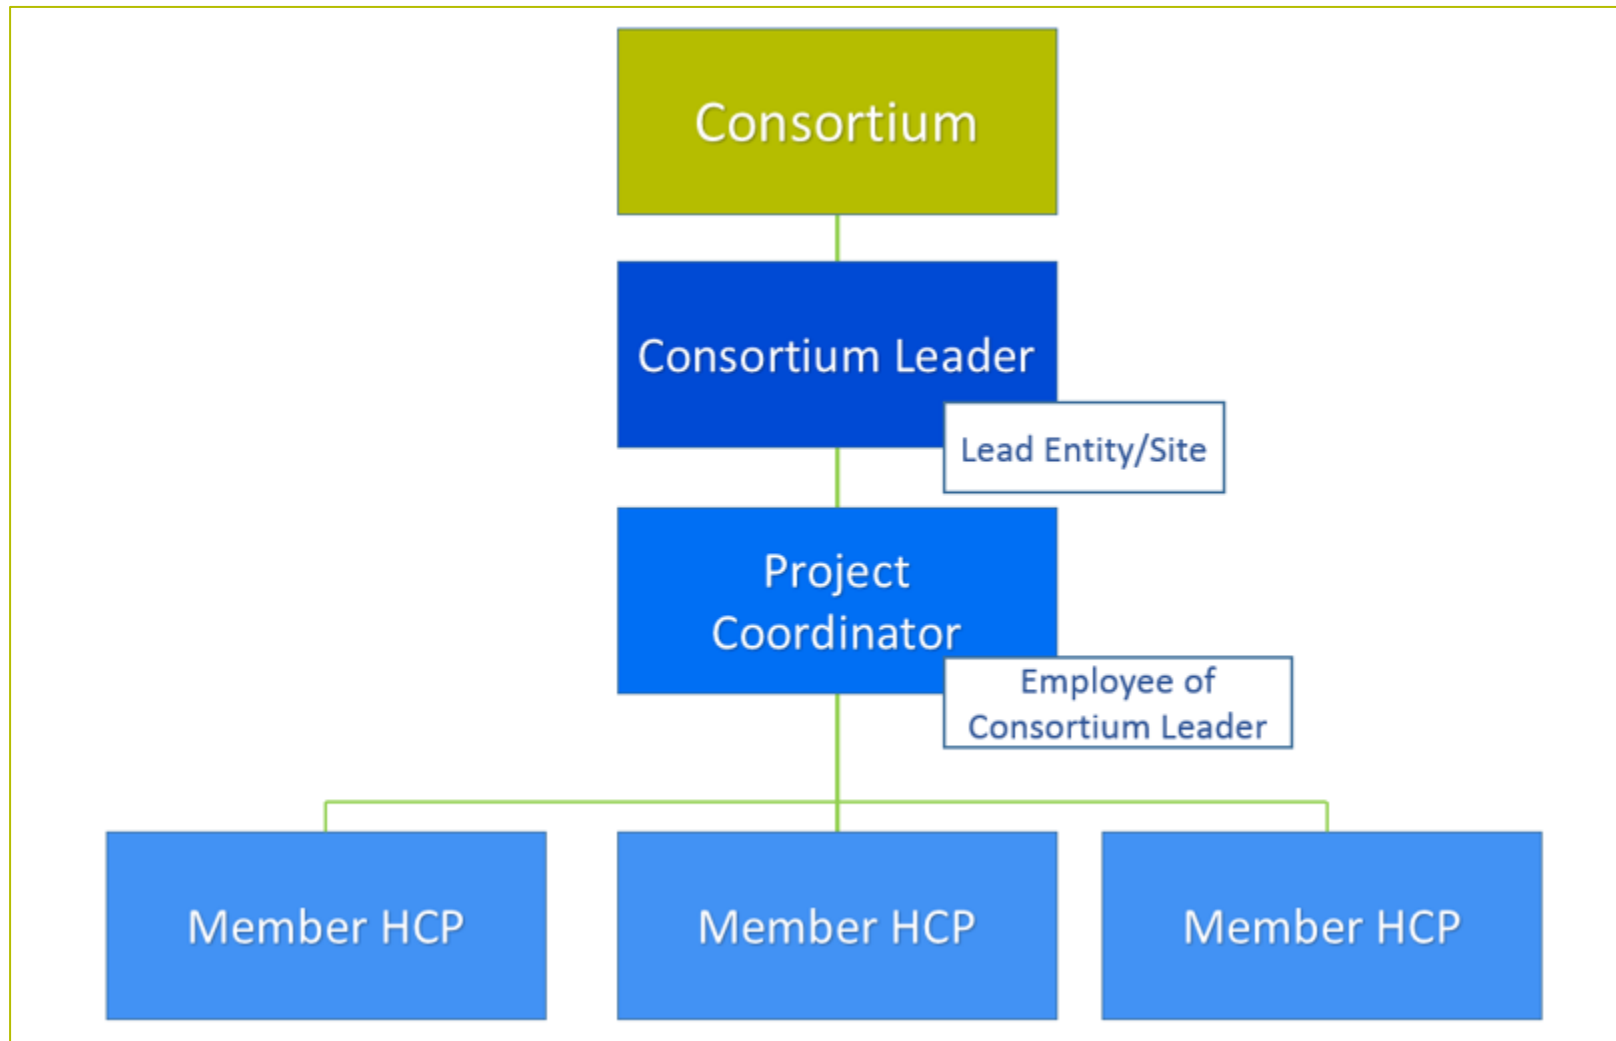 Consortium
Consortium Leader
Lead Entity/Site
Project
Coordinator
Employee of
Consortium Leader
Member HCP
Member HCP
Member HCP